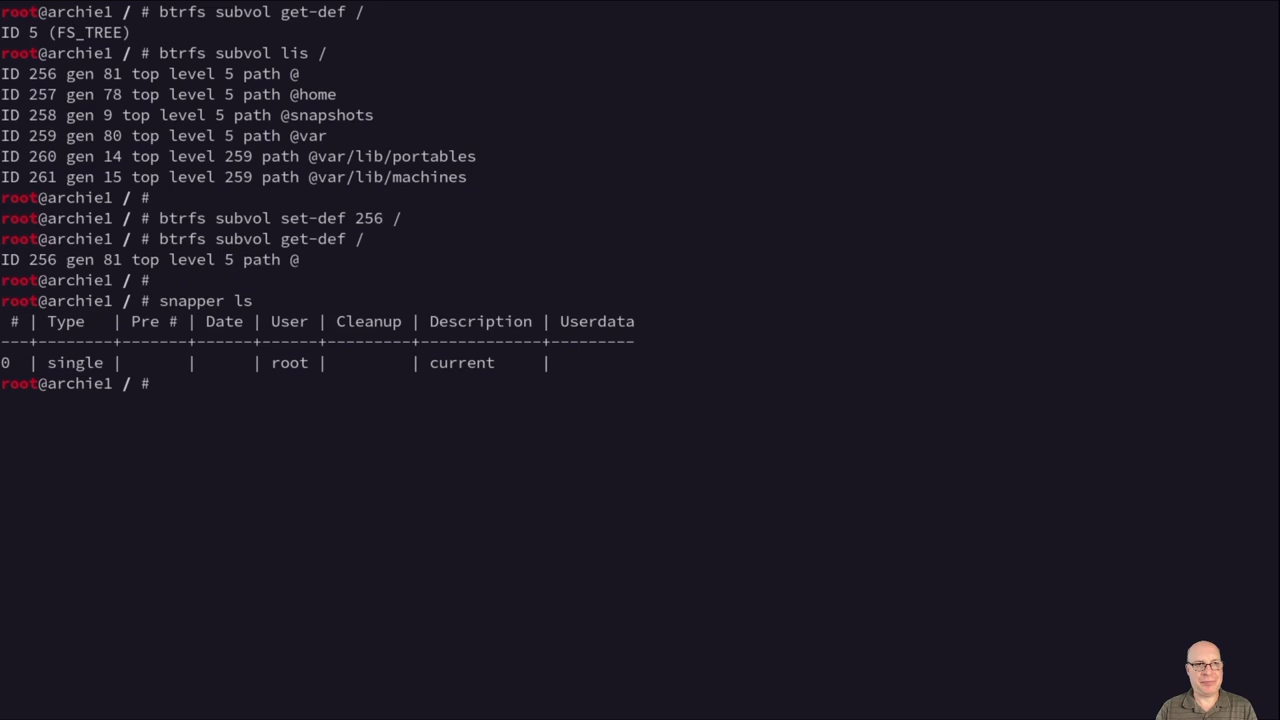 root@archie1 / # btrfs subvol get-def /
ID 5 (FS_TREE)
root@archie1 / # btrfs subvol lis /
ID 256 gen 81 top level 5 path @
ID 257 gen 78 top level 5 path @home
ID 258 gen 9 top level 5 path @snapshots
ID 259 gen 80 top level 5 path @var
ID 260 gen 14 top level 259 path @var/lib/portables
ID 261 gen 15 top level 259 path @var/lib/machines
root@archie1 / #
root@archie1 / # btrfs subvol set-def 256 /
root@archie1 / # btrfs subvol get-def /
ID 256 gen 81 top level 5 path @
root@archie1 / #
root@archie1 / # snapper ls
 # | Type   | Pre # | Date | User | Cleanup | Description | Userdata
---+--------+-------+------+------+---------+-------------+---------
0  | single |       |      | root |         | current     |
root@archie1 / #